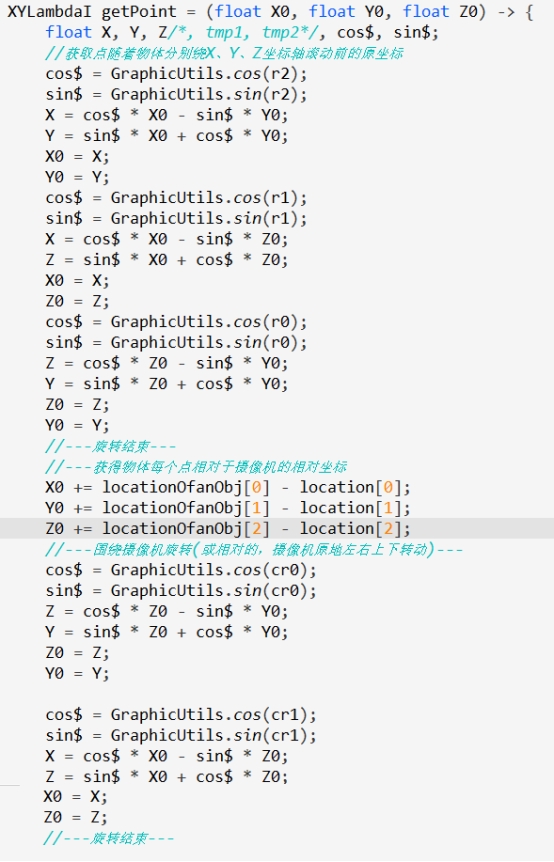 XYLambdaI getPoint = (float X0, float Y0, float Z0) -> {
float X, Y, Z/*, tmp1, tmp2*/, cos$, sin$;
//获取点随着物体分别绕X、Y、Z坐标轴滚动前的原坐标
cos$ = GraphicUtils.cos(r2);
sin$ = GraphicUtils.sin(r2);
X = cos$ * X0 - sin$ * Y0;
Y = sin$ * X0 + cos$ * Y0;
X0 = X;
Y0 = Y;
cos$ = GraphicUtils.cos(r1);
sin$ = GraphicUtils.sin(r1);
X = cos$ * X0 - sin$ * Z0;
Z = sin$ * X0 + cos$ * Z0;
X0 = X;
Z0 = Z;
cos$ = GraphicUtils.cos(r0);
sin$ = GraphicUtils.sin(r0);
Z = cos$ * Z0 - sin$ * Y0;
Y = sin$ * Z0 + cos$ * Y0;
Z0 = Z;
Y0 = Y;
//---旋转结束---
//---获得物体每个点相对于摄像机的相对坐标
X0 += locationOfanObj[0] - location[0];
Y0 += locationOfanObj[1] - location[1];
Z0 += locationOfanObj[2] - location[2];
//---围绕摄像机旋转(或相对的，摄像机原地左右上下转动)---
cos$ = GraphicUtils.cos(cr0);
sin$ = GraphicUtils.sin(cr0);
Z = cos$ * Z0 - sin$ * Y0;
Y = sin$ * Z0 + cos$ * Y0;
Z0 = Z;
Y0 = Y;
cos$ = GraphicUtils.cos(cr1);
sin$ = GraphicUtils.sin(cr1);
X = cos$ * X0 - sin$ * Z0;
Z = sin$ * X0 + cos$ * Z0;
X0 = X;
Z0 = Z;
//---旋转结束---